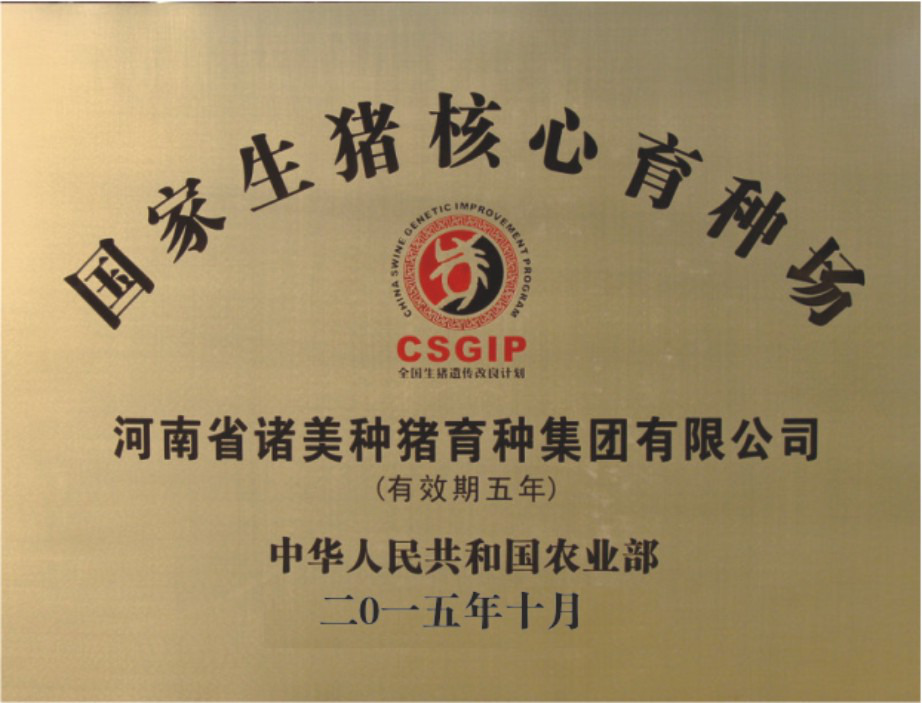 国家生猪核心育种场
CHINA SWINE GENETIC IMPROVEMENT PROGRAM
CSGIP
全国生猪遗传改良计划
河南省诸美种猪育种集团有限公司
(有效期五年)
中华人民共和国农业部
二0一五年十月